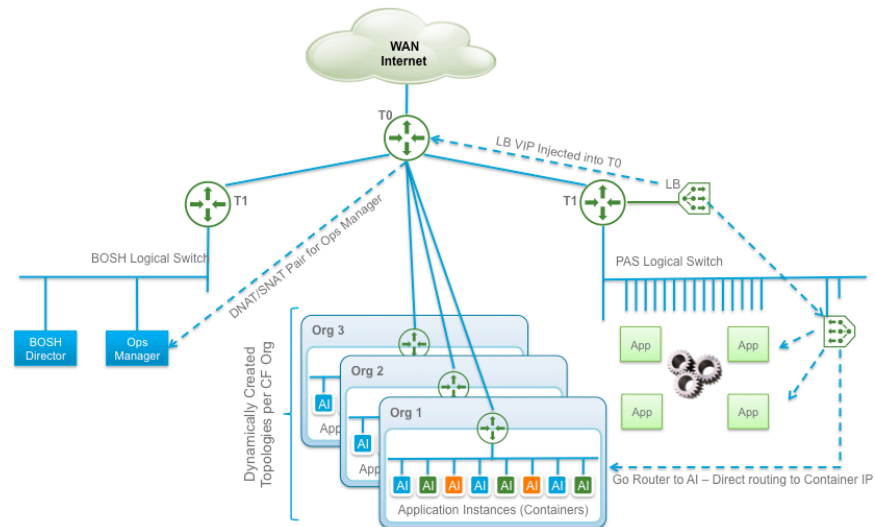 WAN
Internet
T0
LB VIP Injected into T0
LB
T1
T1
BOSH Logical Switch
PAS Logical Switch
DNAT/SNAT Pair for Ops Manager
BOSH
Director
Ops
Manager
App
App
App
App
Dynamically Created
Topologies per CF Org
Org 3
AI
App
Org 2
AI
App
Org 1
AI
AI
AI
AI
AI
AI
AI
AI
Application Instances (Containers)
Go Router to AI – Direct routing to Container IP